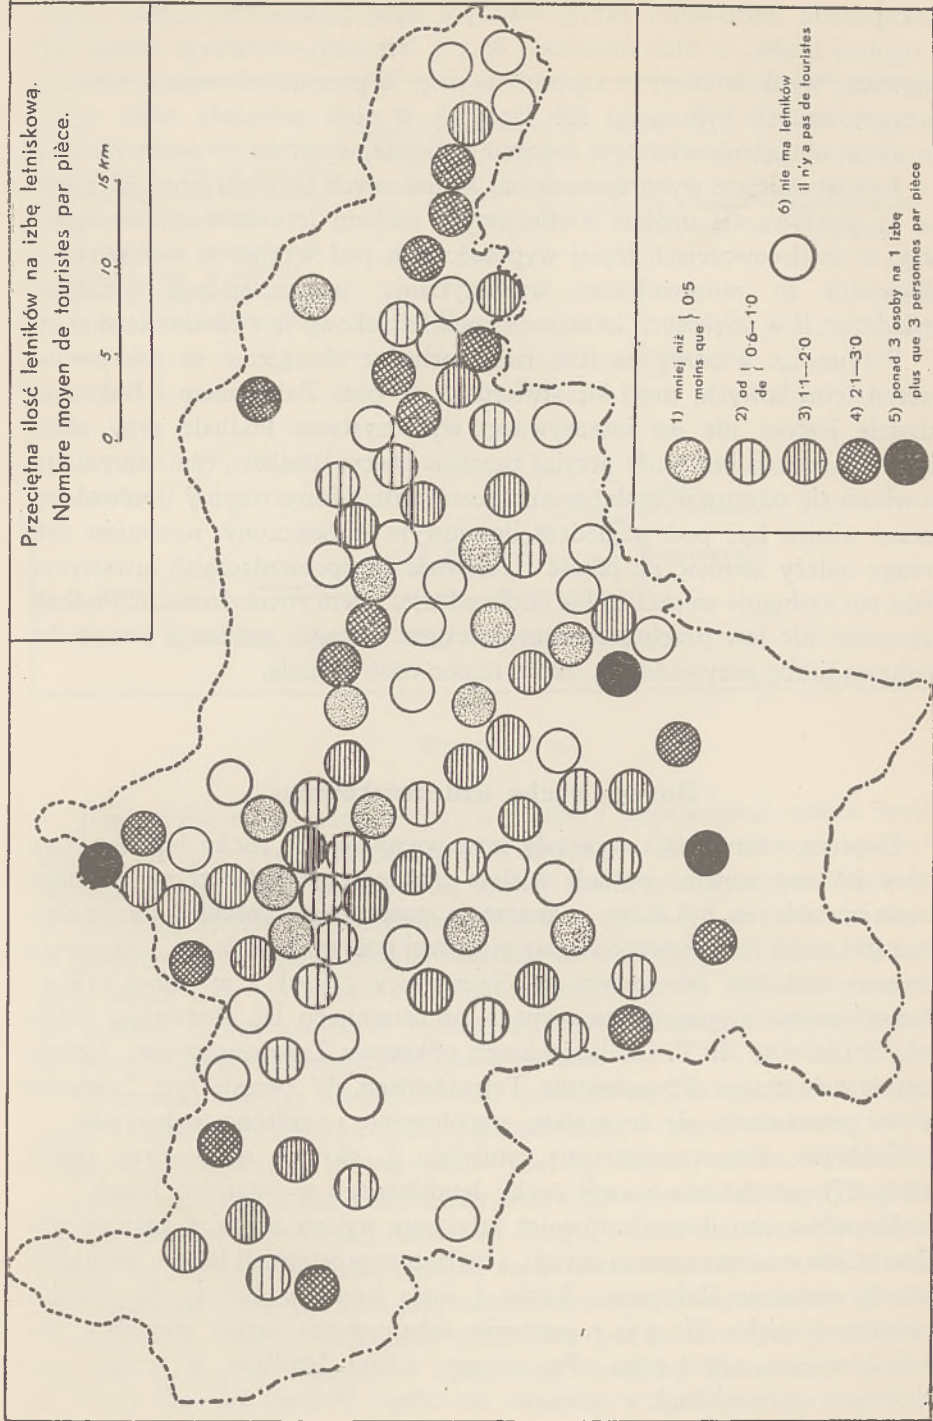 Przeciętna ilość letników na izbę letniskową.
Nombre moyen de touristes par pièce.
0 5 10 15 km
1) mniej niż } 0·5
moins que
2) od } 0·6—1·0
de
3) 1·1—2·0
4) 2·1—3·0
5) ponad 3 osoby na 1 izbę
plus que 3 personnes par pièce
6) nie ma letników
il n'y a pas de touristes